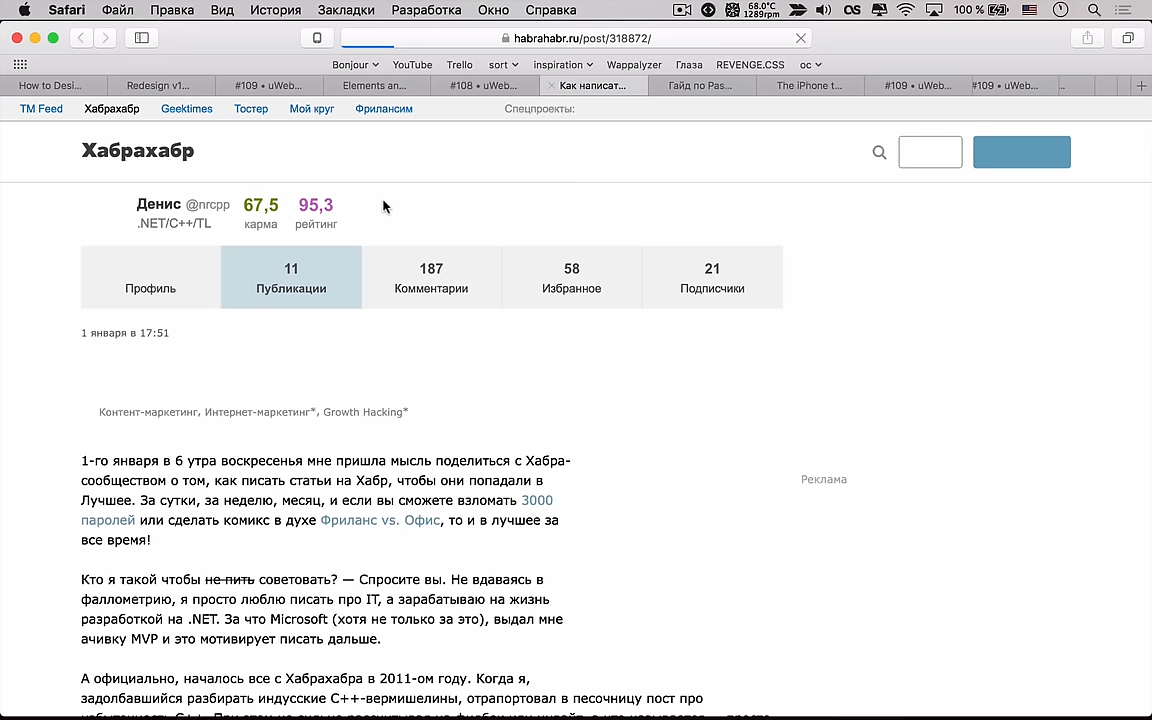 Safari Файл Правка Вид История Закладки Разработка Окно Справка 68.0°C 1289rpm 100 %
habrahabr.ru/post/318872/
Bonjour YouTube Trello sort inspiration Wappalyzer Глаза REVENGE.CSS ос
How to Desi... Redesign v1... #109 • uWeb... Elements an... #108 • uWeb... Как написат... Гайд по Pas... The iPhone t... #109 • uWeb... #109 • uWeb...
TM Feed Хабрахабр Geektimes Тостер Мой круг Фрилансим Спецпроекты:
Хабрахабр
Денис @nrcpp 67,5 95,3
.NET/C++/TL карма рейтинг
11 187 58 21
Профиль Публикации Комментарии Избранное Подписчики
1 января в 17:51
Контент-маркетинг, Интернет-маркетинг*, Growth Hacking*
1-го января в 6 утра воскресенья мне пришла мысль поделиться с Хабра-
сообществом о том, как писать статьи на Хабр, чтобы они попадали в
Реклама
Лучшее. За сутки, за неделю, месяц, и если вы сможете взломать 3000
паролей или сделать комикс в духе Фриланс vs. Офис, то и в лучшее за
все время!
Кто я такой чтобы не пить советовать? — Спросите вы. Не вдаваясь в
фаллометрию, я просто люблю писать про IT, а зарабатываю на жизнь
разработкой на .NET. За что Microsoft (хотя не только за это), выдал мне
ачивку MVP и это мотивирует писать дальше.
А официально, началось все с Хабрахабра в 2011-ом году. Когда я,
задолбавшийся разбирать индусские C++-вермишелины, отрапортовал в песочницу пост про